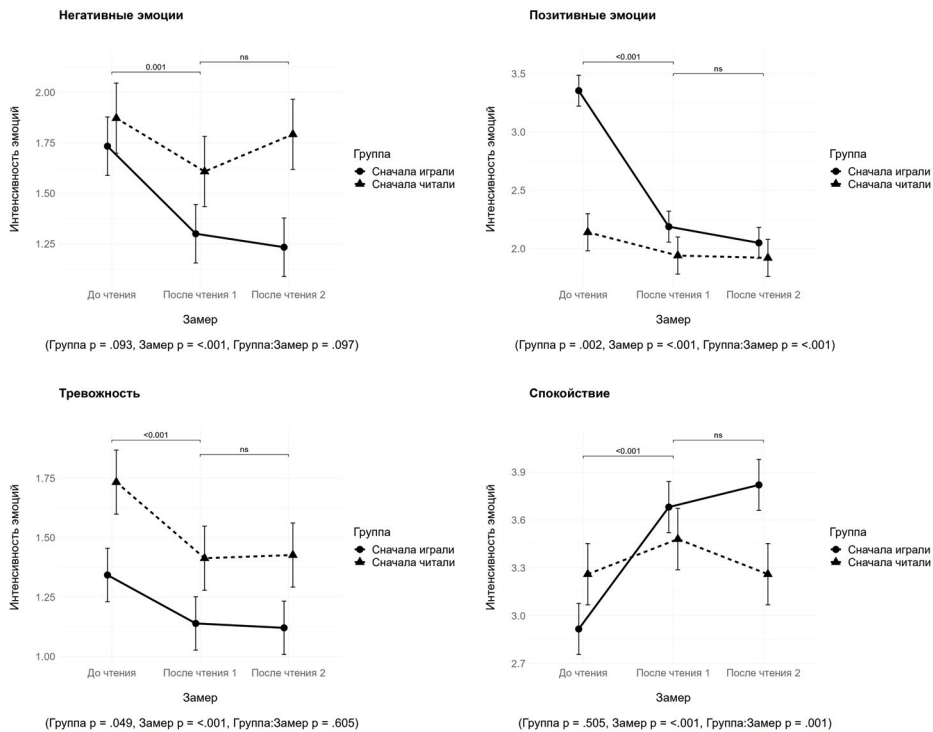 Негативные эмоции
Интенсивность эмоций
2.00
1.75
1.50
1.25
0.001
ns
До чтения
После чтения 1
После чтения 2
Замер
Группа
Сначала играли
Сначала читали
(Группа p = .093, Замер p = <.001, Группа:Замер p = .097)
Позитивные эмоции
Интенсивность эмоций
3.5
3.0
2.5
2.0
<0.001
ns
До чтения
После чтения 1
После чтения 2
Замер
Группа
Сначала играли
Сначала читали
(Группа p = .002, Замер p = <.001, Группа:Замер p = <.001)
Тревожность
Интенсивность эмоций
1.75
1.50
1.25
1.00
<0.001
ns
До чтения
После чтения 1
После чтения 2
Замер
Группа
Сначала играли
Сначала читали
(Группа p = .049, Замер p = <.001, Группа:Замер p = .605)
Спокойствие
Интенсивность эмоций
3.9
3.6
3.3
3.0
2.7
<0.001
ns
До чтения
После чтения 1
После чтения 2
Замер
Группа
Сначала играли
Сначала читали
(Группа p = .505, Замер p = <.001, Группа:Замер p = .001)